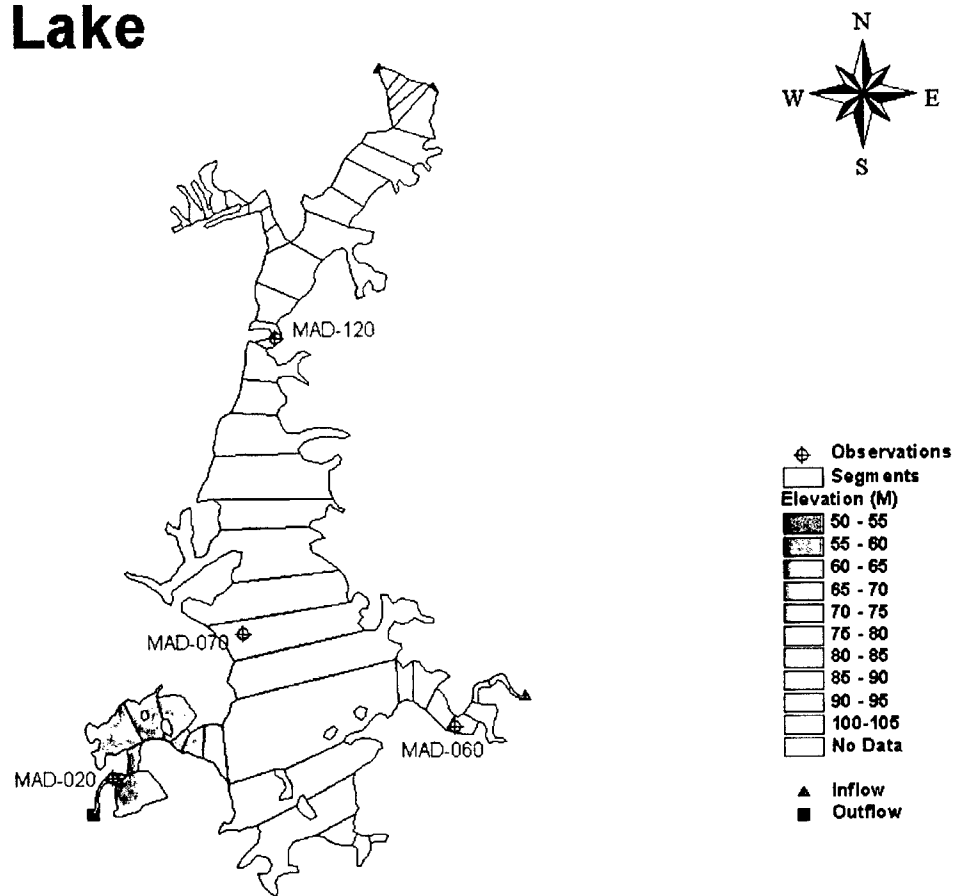 Lake
N
W
E
S
MAD-120
MAD-070
MAD-060
MAD-020
Observations
Segments
Elevation (M)
50 - 55
55 - 60
60 - 65
65 - 70
70 - 75
75 - 80
80 - 85
85 - 90
90 - 95
100-105
No Data
Inflow
Outflow